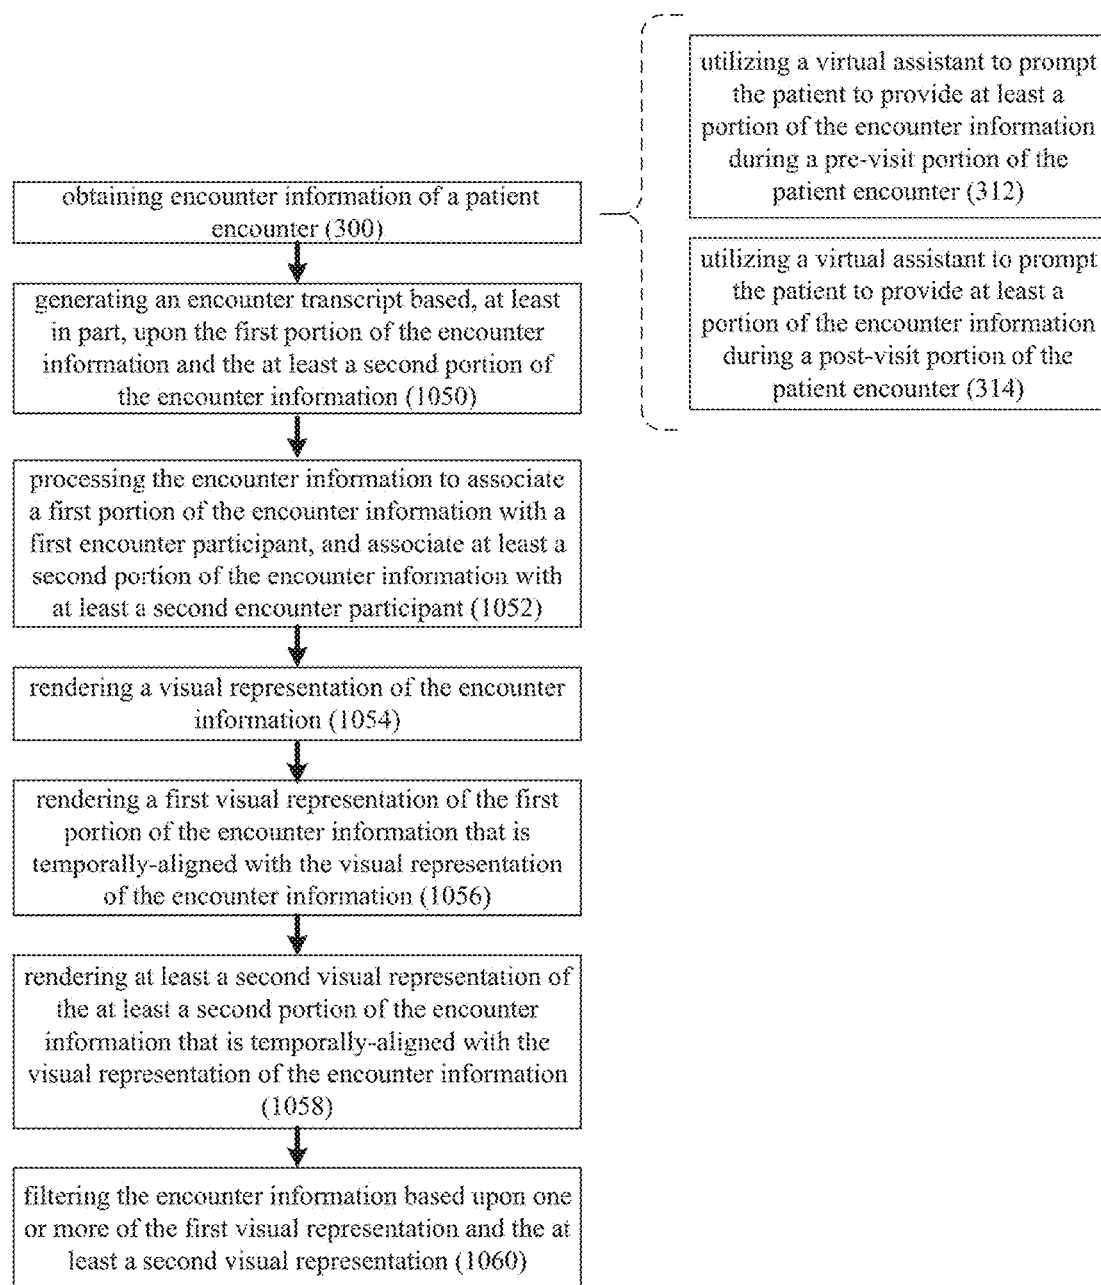 obtaining encounter information of a patient
encounter (300)
generating an encounter transcript based, at least
in part, upon the first portion of the encounter
information and the at least a second portion of
the encounter information (1050)
processing the encounter information to associate
a first portion of the encounter information with a
first encounter participant, and associate at least a
second portion of the encounter information with
at least a second encounter participant (1052)
rendering a visual representation of the encounter
information (1054)
rendering a first visual representation of the first
portion of the encounter information that is
temporally-aligned with the visual representation
of the encounter information (1056)
rendering at least a second visual representation of
the at least a second portion of the encounter
information that is temporally-aligned with the
visual representation of the encounter information
(1058)
filtering the encounter information based upon one
or more of the first visual representation and the at
least a second visual representation (1060)
utilizing a virtual assistant to prompt
the patient to provide at least a
portion of the encounter information
during a pre-visit portion of the
patient encounter (312)
utilizing a virtual assistant to prompt
the patient to provide at least a
portion of the encounter information
during a post-visit portion of the
patient encounter (314)